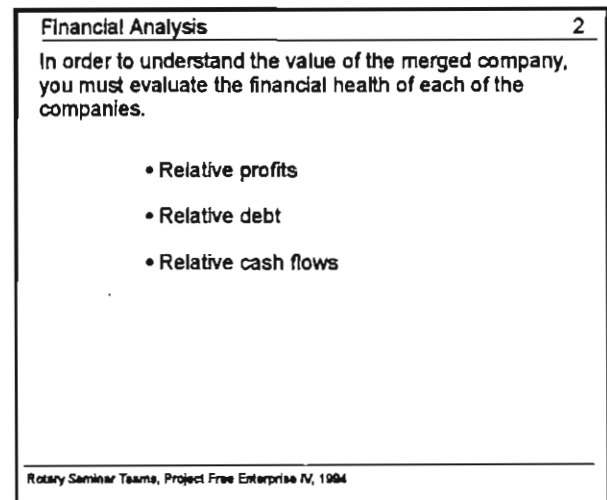 Financial Analysis 2
In order to understand the value of the merged company,
you must evaluate the financial health of each of the
companies.
• Relative profits
• Relative debt
• Relative cash flows
Rotary Seminar Teams, Project Free Enterprise IV, 1994